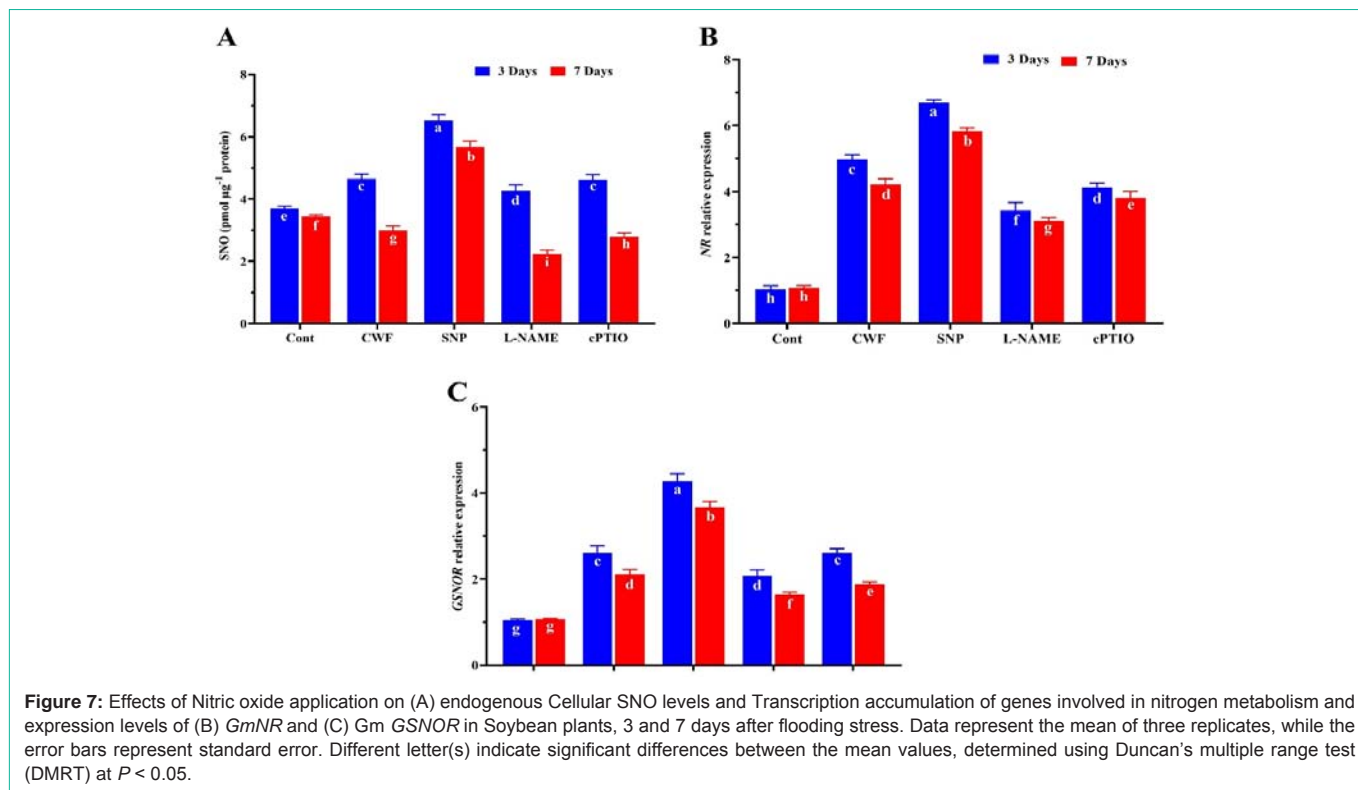 A
3 Days 7 Days
8
6
4
2
0
SNO (pmol µg⁻¹ protein)
e f c g a b d i c h
Cont CWF SNP L-NAME cPTIO
B
3 Days 7 Days
8
6
4
2
0
NR relative expression
h h c d a b f g d e
Cont CWF SNP L-NAME cPTIO
C
6
4
2
0
GSNOR relative expression
g g c d a b d f c e
Figure 7: Effects of Nitric oxide application on (A) endogenous Cellular SNO levels and Transcription accumulation of genes involved in nitrogen metabolism and
expression levels of (B) GmNR and (C) Gm GSNOR in Soybean plants, 3 and 7 days after flooding stress. Data represent the mean of three replicates, while the
error bars represent standard error. Different letter(s) indicate significant differences between the mean values, determined using Duncan's multiple range test
(DMRT) at P < 0.05.